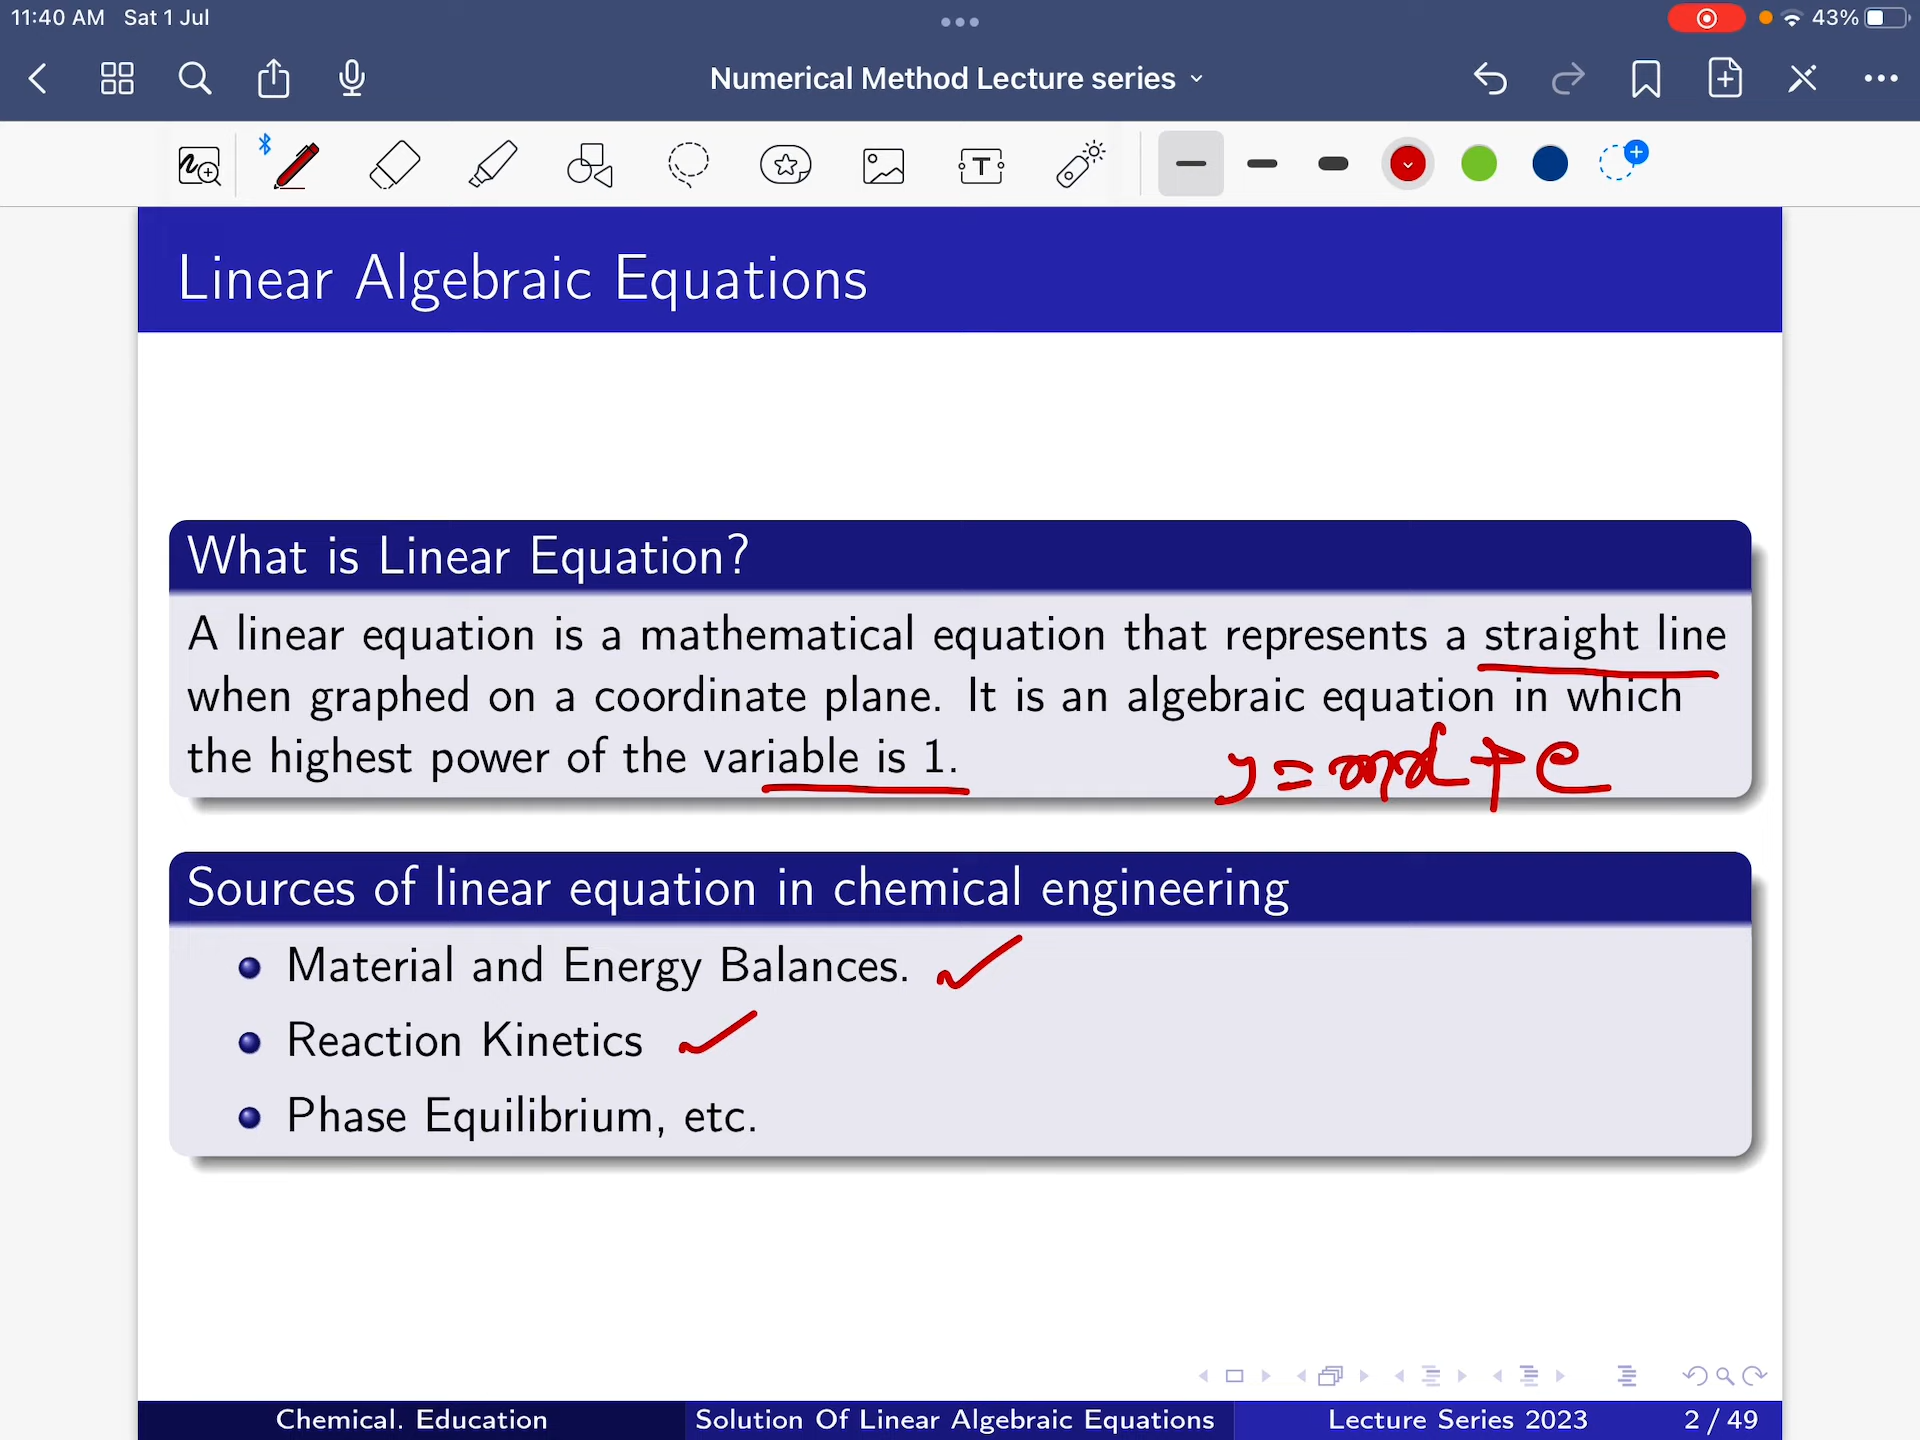 11:40 AM Sat 1 Jul
43%
Numerical Method Lecture series
T
Linear Algebraic Equations
What is Linear Equation?
A linear equation is a mathematical equation that represents a straight line
when graphed on a coordinate plane. It is an algebraic equation in which
the highest power of the variable is 1.
y = mx + c
Sources of linear equation in chemical engineering
Material and Energy Balances.
Reaction Kinetics
Phase Equilibrium, etc.
Chemical. Education Solution Of Linear Algebraic Equations Lecture Series 2023 2 / 49